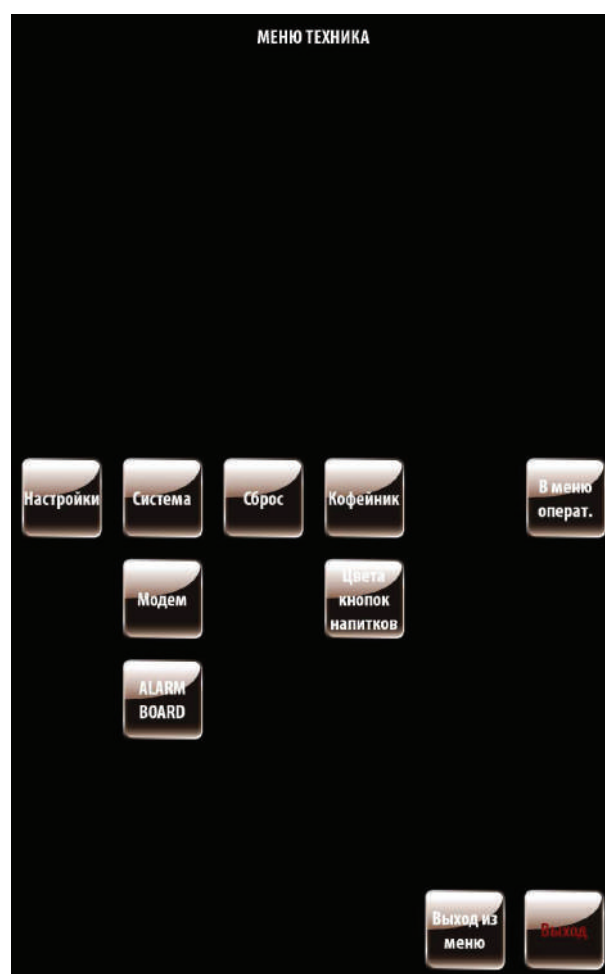 МЕНЮ ТЕХНИКА
Настройки
Система
Сброс
Кофейник
В меню
операт.
Модем
Цвета
кнопок
напитков
ALARM
BOARD
Выход из
меню
Выход